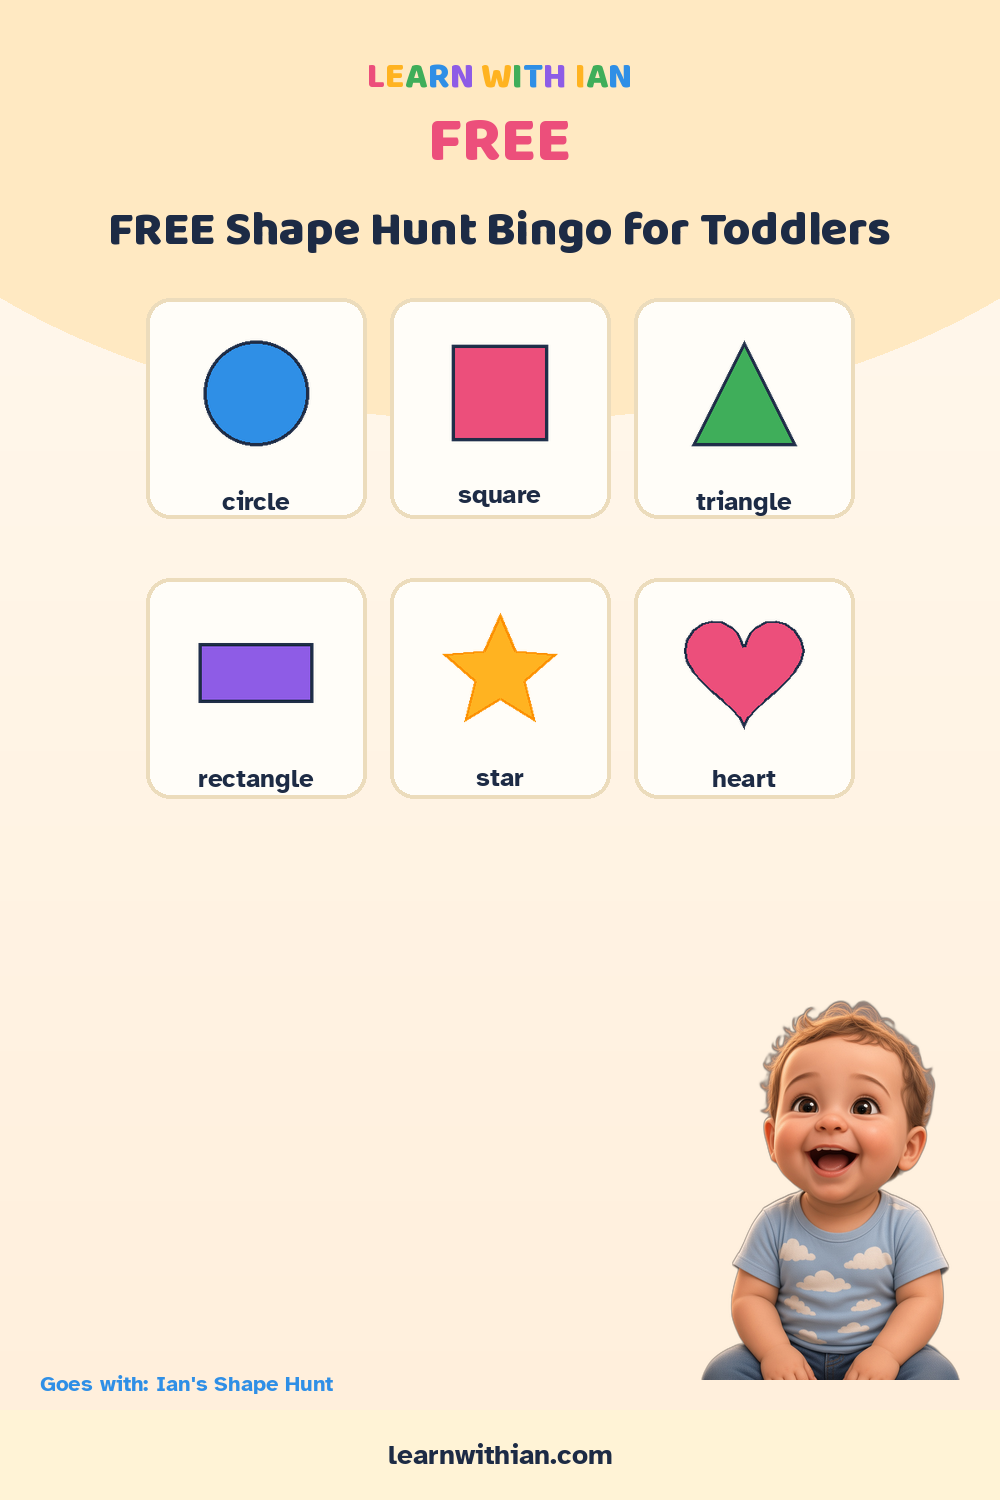 LEARN WITH IAN
FREE
FREE Shape Hunt Bingo for Toddlers
circle
square
triangle
rectangle
star
heart
Goes with: Ian's Shape Hunt
learnwithian.com